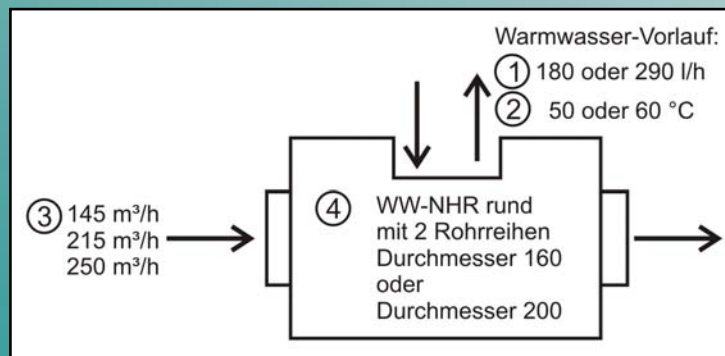 Warmwasser-Vorlauf:
① 180 oder 290 l/h
② 50 oder 60 °C
③ 145 m³/h
215 m³/h
250 m³/h
④ WW-NHR rund
mit 2 Rohrreihen
Durchmesser 160
oder
Durchmesser 200